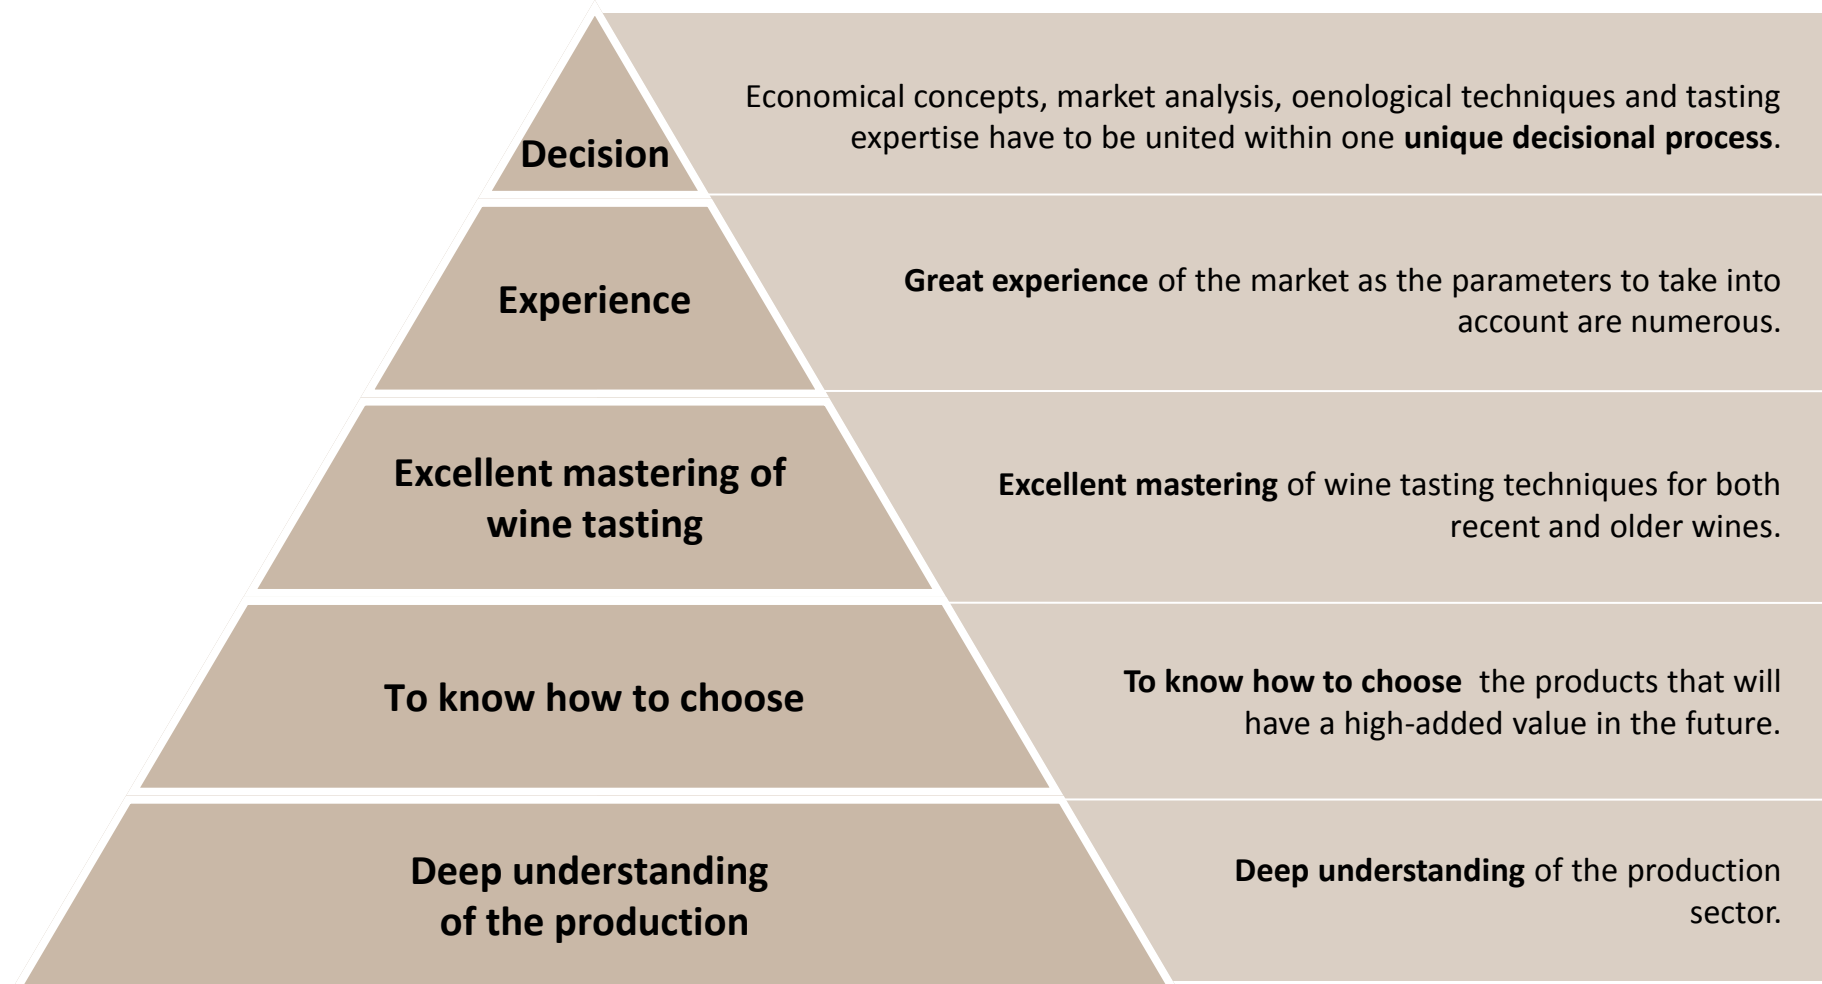 Decision
Economical concepts, market analysis, oenological techniques and tasting
expertise have to be united within one unique decisional process.
Experience
Great experience of the market as the parameters to take into
account are numerous.
Excellent mastering of
wine tasting
Excellent mastering of wine tasting techniques for both
recent and older wines.
To know how to choose
To know how to choose  the products that will
have a high-added value in the future.
Deep understanding
of the production
Deep understanding of the production
sector.